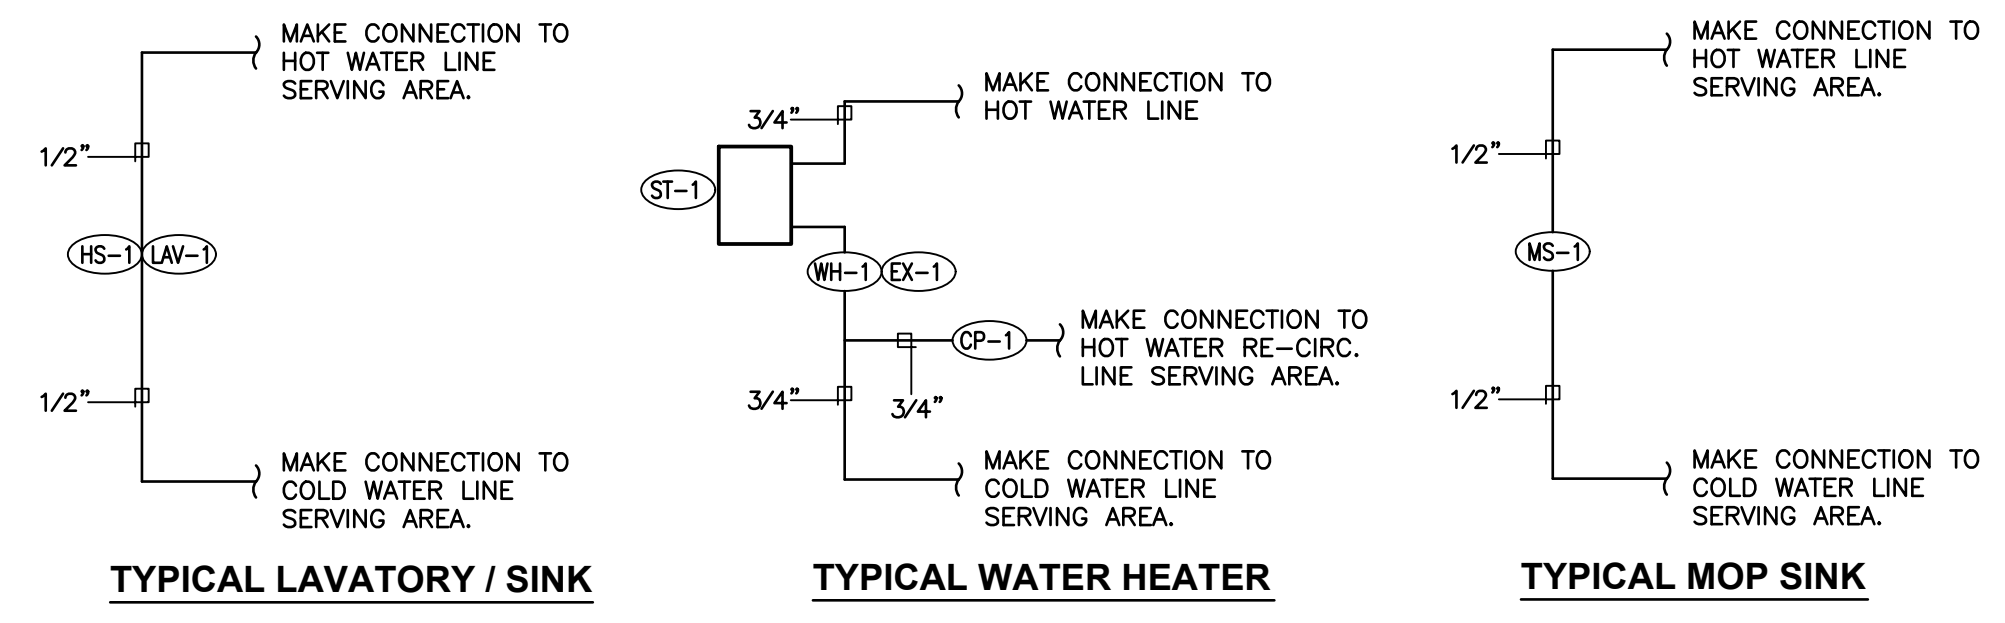 MAKE CONNECTION TO
HOT WATER LINE
SERVING AREA.
1/2"
HS-1
LAV-1
1/2"
MAKE CONNECTION TO
COLD WATER LINE
SERVING AREA.
TYPICAL LAVATORY / SINK
MAKE CONNECTION TO
HOT WATER LINE
3/4"
ST-1
WH-1
EX-1
CP-1
MAKE CONNECTION TO
HOT WATER RE-CIRC.
LINE SERVING AREA.
3/4"
3/4"
MAKE CONNECTION TO
COLD WATER LINE
SERVING AREA.
TYPICAL WATER HEATER
MAKE CONNECTION TO
HOT WATER LINE
SERVING AREA.
1/2"
MS-1
1/2"
MAKE CONNECTION TO
COLD WATER LINE
SERVING AREA.
TYPICAL MOP SINK